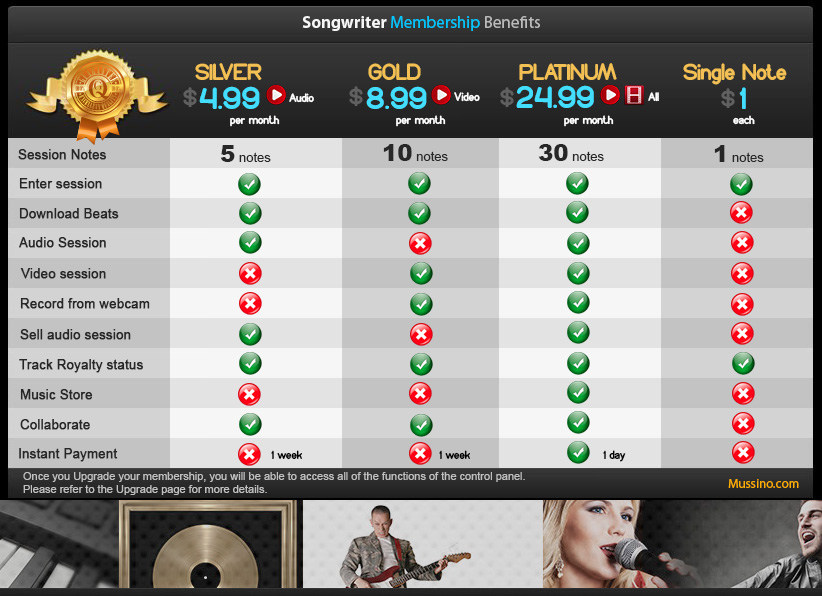 Songwriter Membership Benefits
SILVER GOLD PLATINUM Single Note
$4.99 Audio $8.99 Video $24.99 All $1
per month per month per month each
Session Notes 5 notes 10 notes 30 notes 1 notes
Enter session
Download Beats
Audio Session
Video session
Record from webcam
Sell audio session
Track Royalty status
Music Store
Collaborate
Instant Payment 1 week 1 week 1 day
Once you Upgrade your membership, you will be able to access all of the functions of the control panel.
Please refer to the Upgrade page for more details.
Mussino.com